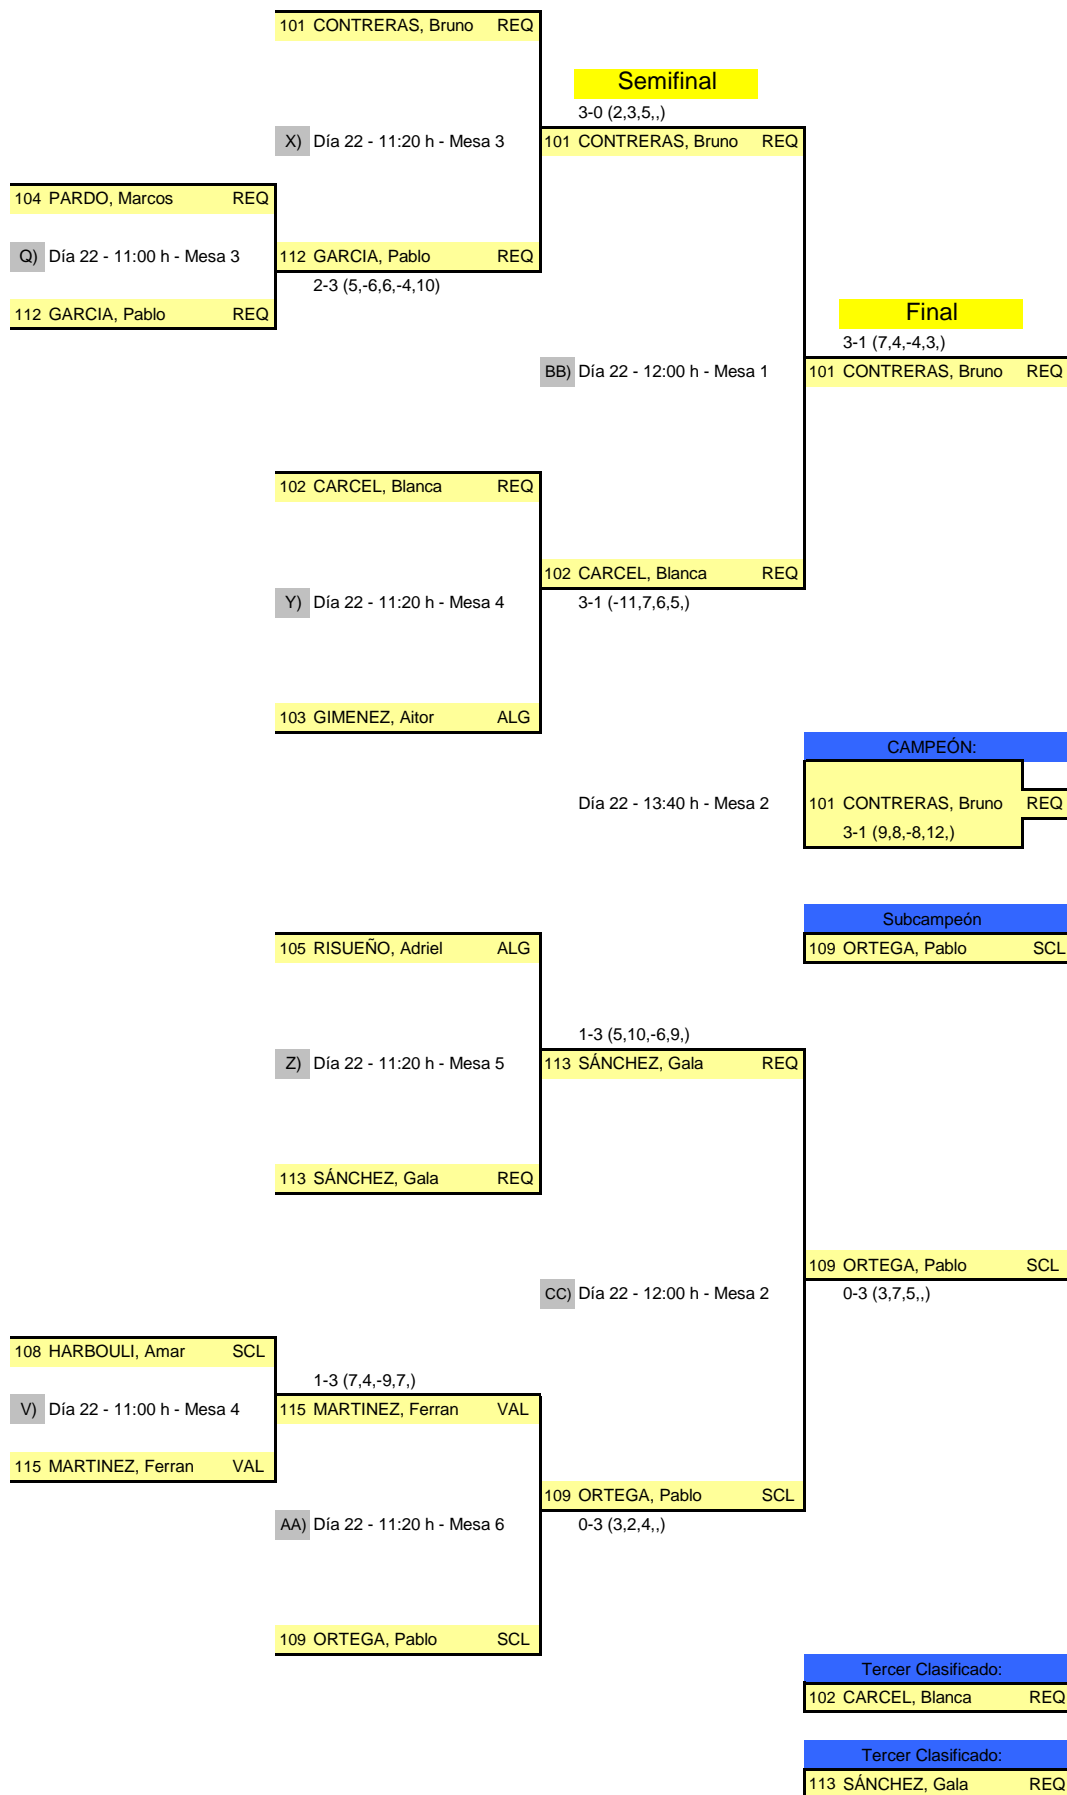 101 CONTRERAS, Bruno REQ
Semifinal
3-0 (2,3,5,,)
X) Día 22 - 11:20 h - Mesa 3
101 CONTRERAS, Bruno REQ
104 PARDO, Marcos REQ
Q) Día 22 - 11:00 h - Mesa 3
112 GARCIA, Pablo REQ
2-3 (5,-6,6,-4,10)
112 GARCIA, Pablo REQ
Final
3-1 (7,4,-4,3,)
BB) Día 22 - 12:00 h - Mesa 1
101 CONTRERAS, Bruno REQ
102 CARCEL, Blanca REQ
102 CARCEL, Blanca REQ
Y) Día 22 - 11:20 h - Mesa 4
3-1 (-11,7,6,5,)
103 GIMENEZ, Aitor ALG
CAMPEÓN:
Día 22 - 13:40 h - Mesa 2
101 CONTRERAS, Bruno REQ
3-1 (9,8,-8,12,)
Subcampeón
105 RISUEÑO, Adriel ALG
109 ORTEGA, Pablo SCL
1-3 (5,10,-6,9,)
Z) Día 22 - 11:20 h - Mesa 5
113 SÁNCHEZ, Gala REQ
113 SÁNCHEZ, Gala REQ
109 ORTEGA, Pablo SCL
CC) Día 22 - 12:00 h - Mesa 2
0-3 (3,7,5,,)
108 HARBOULI, Amar SCL
1-3 (7,4,-9,7,)
V) Día 22 - 11:00 h - Mesa 4
115 MARTINEZ, Ferran VAL
115 MARTINEZ, Ferran VAL
109 ORTEGA, Pablo SCL
AA) Día 22 - 11:20 h - Mesa 6
0-3 (3,2,4,,)
109 ORTEGA, Pablo SCL
Tercer Clasificado:
102 CARCEL, Blanca REQ
Tercer Clasificado:
113 SÁNCHEZ, Gala REQ